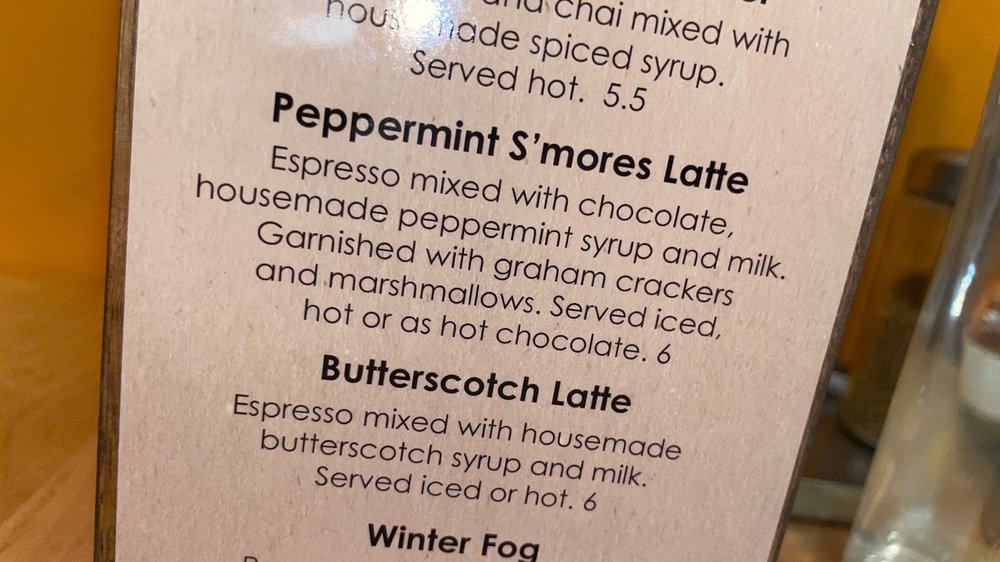 and chai mixed with
housemade spiced syrup.
Served hot. 5.5
Peppermint S'mores Latte
Espresso mixed with chocolate,
housemade peppermint syrup and milk.
Garnished with graham crackers
and marshmallows. Served iced,
hot or as hot chocolate. 6
Butterscotch Latte
Espresso mixed with housemade
butterscotch syrup and milk.
Served iced or hot. 6
Winter Fog